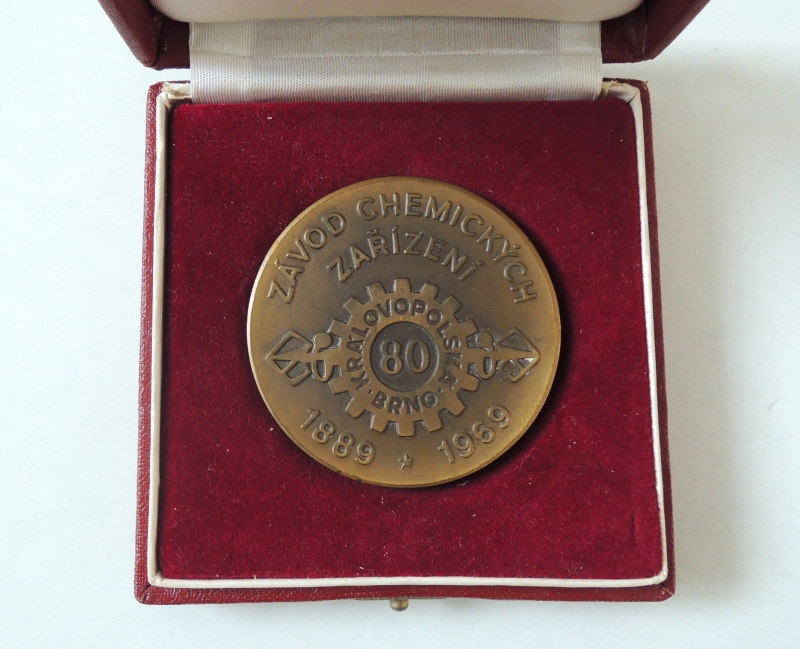 ZÁVOD CHEMICKÝCH
ZAŘÍZENÍ
KRÁLOVOPOLSKÁ
80
· BRNO ·
1889 * 1969